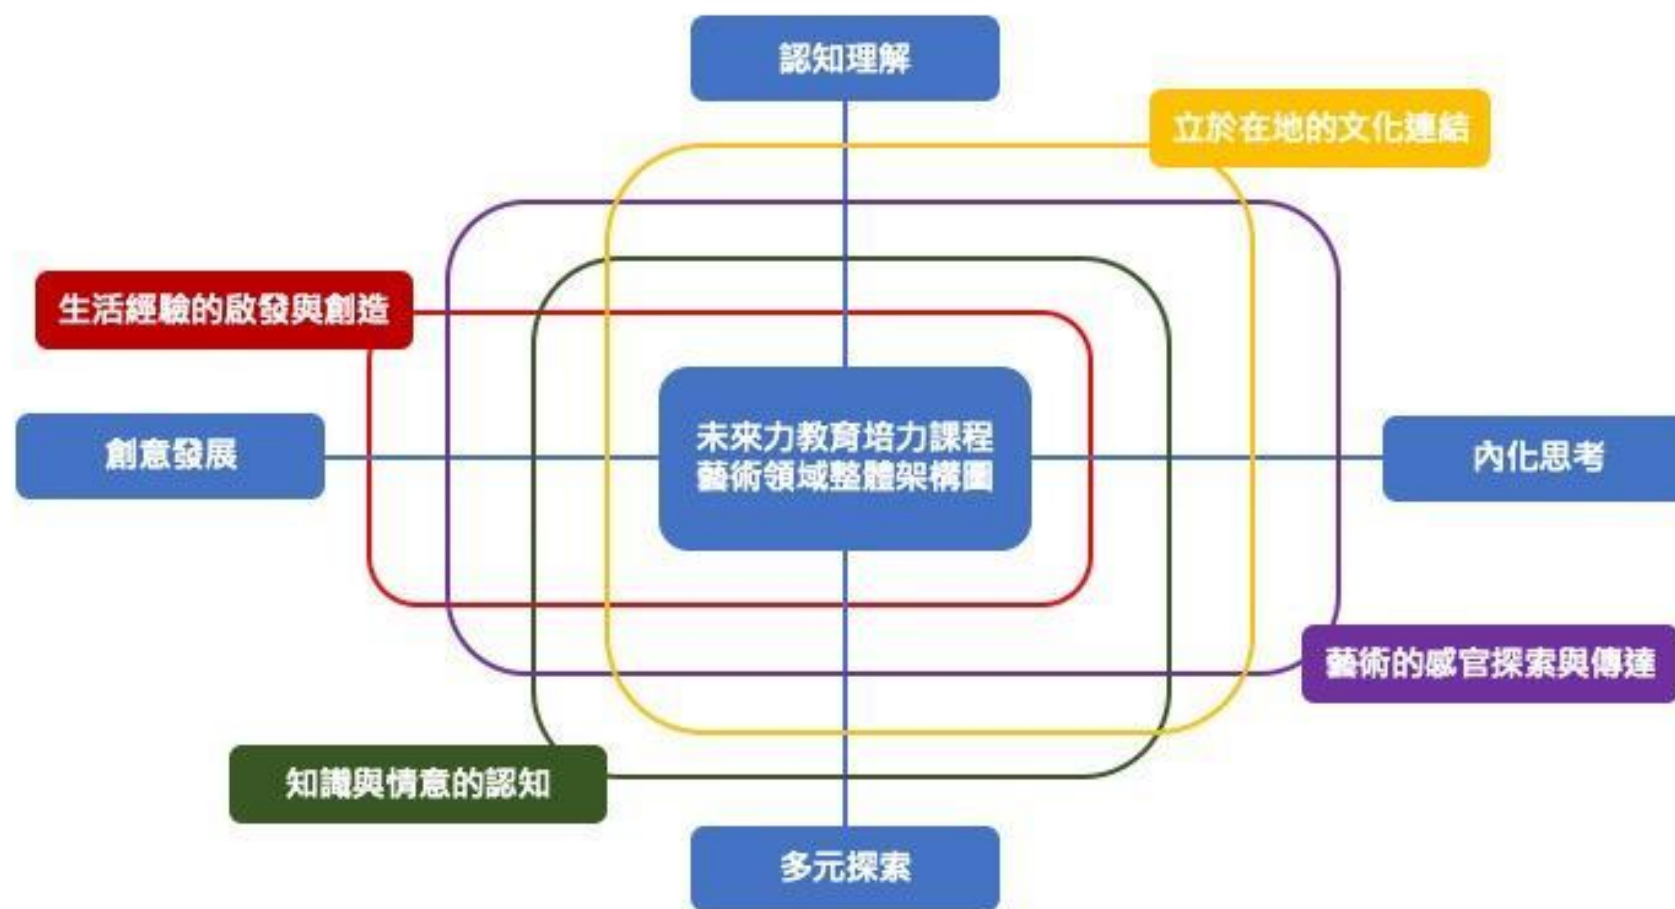 認知理解
立於在地的文化連結
生活經驗的啟發與創造
創意發展
未來力教育培力課程
藝術領域整體架構圖
內化思考
藝術的感官探索與傳達
知識與情意的認知
多元探索